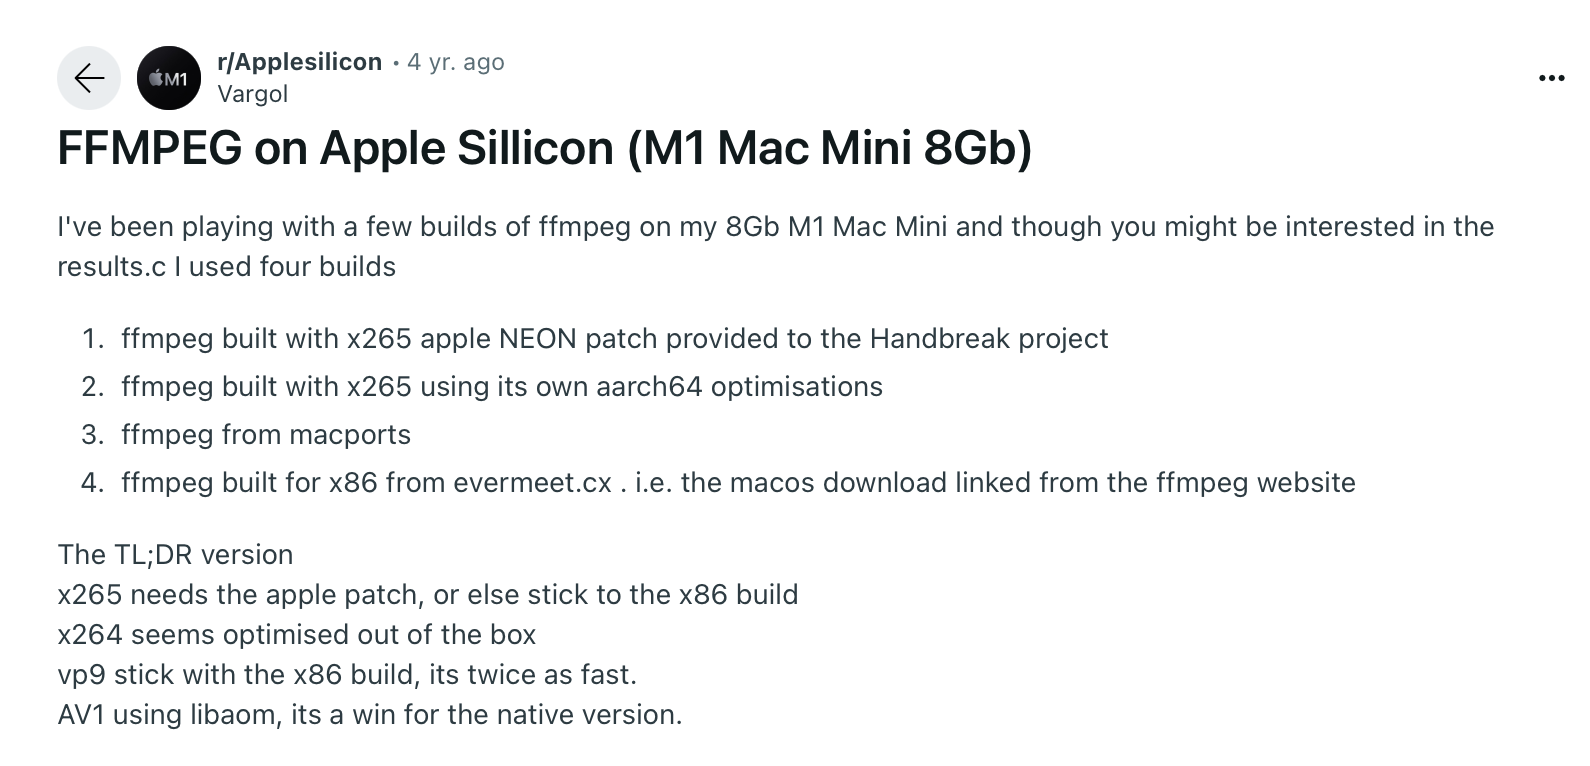 r/Applesilicon • 4 yr. ago
M1
Vargol
FFMPEG on Apple Sillicon (M1 Mac Mini 8Gb)
I've been playing with a few builds of ffmpeg on my 8Gb M1 Mac Mini and though you might be interested in the
results.c I used four builds
1. ffmpeg built with x265 apple NEON patch provided to the Handbreak project
2. ffmpeg built with x265 using its own aarch64 optimisations
3. ffmpeg from macports
4. ffmpeg built for x86 from evermeet.cx . i.e. the macos download linked from the ffmpeg website
The TL;DR version
x265 needs the apple patch, or else stick to the x86 build
x264 seems optimised out of the box
vp9 stick with the x86 build, its twice as fast.
AV1 using libaom, its a win for the native version.